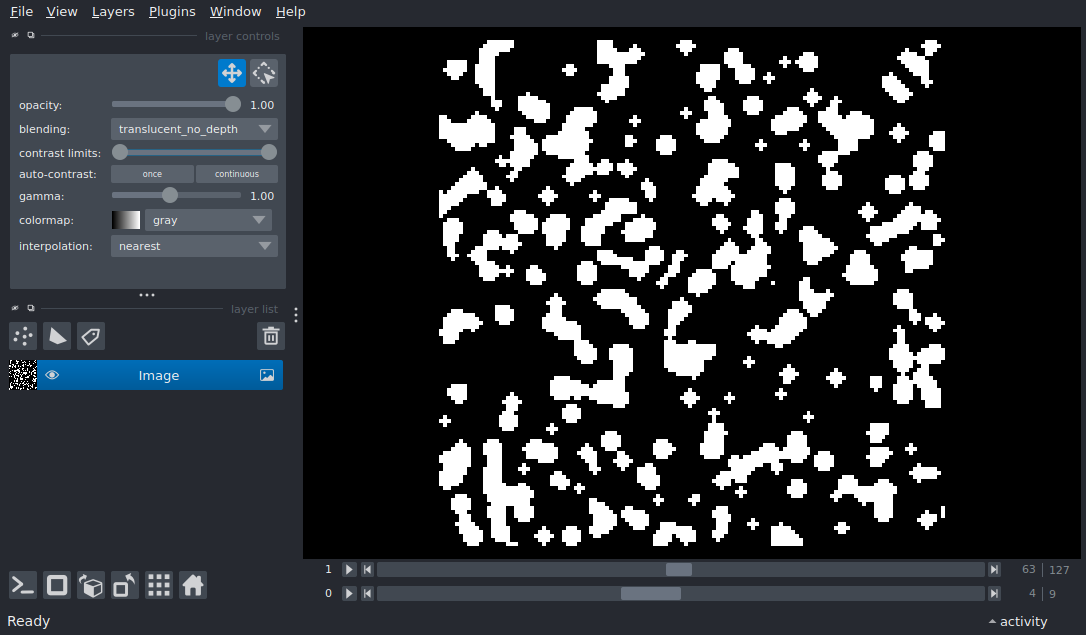 File View Layers Plugins Window Help
layer controls
opacity: 1.00
blending: translucent_no_depth
contrast limits:
auto-contrast: once continuous
gamma: 1.00
colormap: gray
interpolation: nearest
layer list
Image
1 63 127
0 4 9
Ready activity